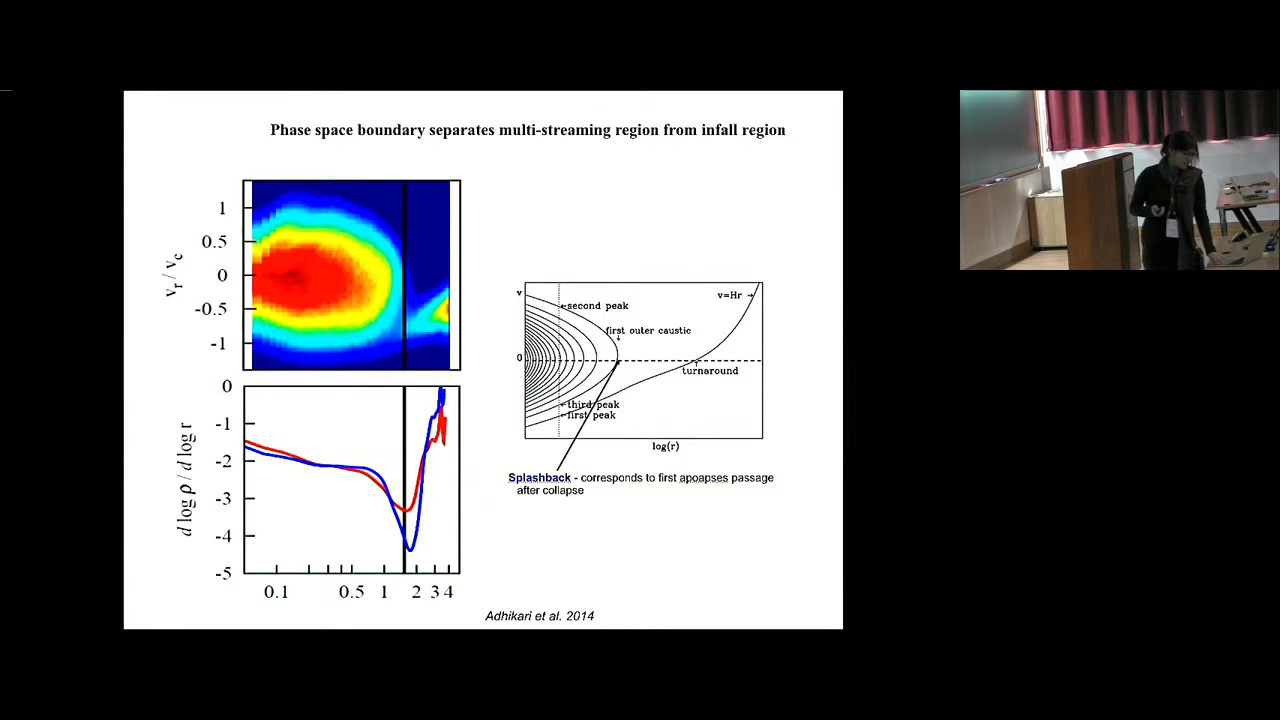 Phase space boundary separates multi-streaming region from infall region
1
0.5
0
-0.5
-1
v_r / v_c
0
-1
-2
-3
-4
-5
d log ρ / d log r
0.1 0.5 1 2 3 4
v
0
←second peak
v=Hr →
first outer caustic
↓
↑
turnaround
←third peak
←first peak
log(r)
Splashback - corresponds to first apoapses passage
after collapse
Adhikari et al. 2014